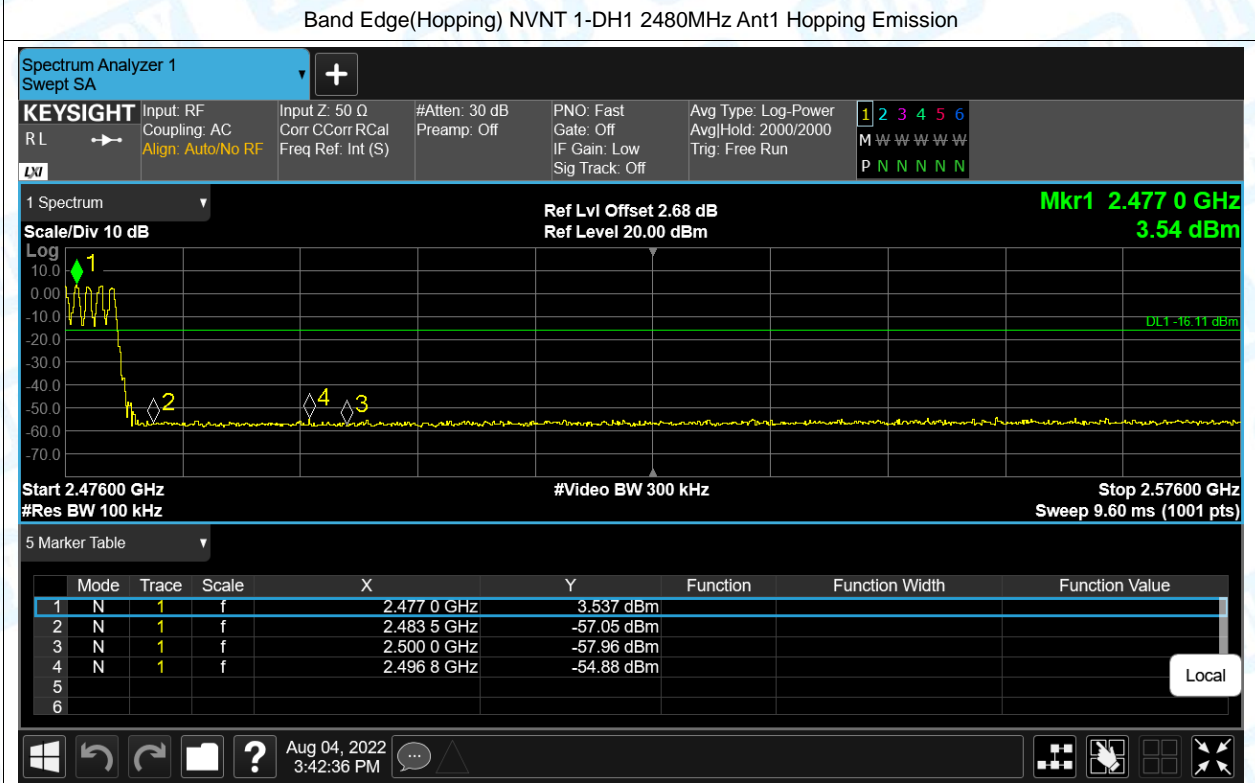 Band Edge(Hopping) NVNT 1-DH1 2480MHz Ant1 Hopping Emission
Spectrum Analyzer 1
Swept SA
KEYSIGHT
RL
LXI
Input: RF
Coupling: AC
Align: Auto/No RF
Input Z: 50 Ω
Corr CCorr RCal
Freq Ref: Int (S)
#Atten: 30 dB
Preamp: Off
PNO: Fast
Gate: Off
IF Gain: Low
Sig Track: Off
Avg Type: Log-Power
Avg|Hold: 2000/2000
Trig: Free Run
1 2 3 4 5 6
M W W W W W
P N N N N N
1 Spectrum
Scale/Div 10 dB
Ref Lvl Offset 2.68 dB
Ref Level 20.00 dBm
Mkr1 2.477 0 GHz
3.54 dBm
Log
10.0
0.00
-10.0
-20.0
-30.0
-40.0
-50.0
-60.0
-70.0
1
2
4
3
DL1 -16.11 dBm
Start 2.47600 GHz
#Res BW 100 kHz
#Video BW 300 kHz
Stop 2.57600 GHz
Sweep 9.60 ms (1001 pts)
5 Marker Table
Mode Trace Scale X Y Function Function Width Function Value
1 N 1 f 2.477 0 GHz 3.537 dBm
2 N 1 f 2.483 5 GHz -57.05 dBm
3 N 1 f 2.500 0 GHz -57.96 dBm
4 N 1 f 2.496 8 GHz -54.88 dBm
5
6
Local
?
Aug 04, 2022
3:42:36 PM